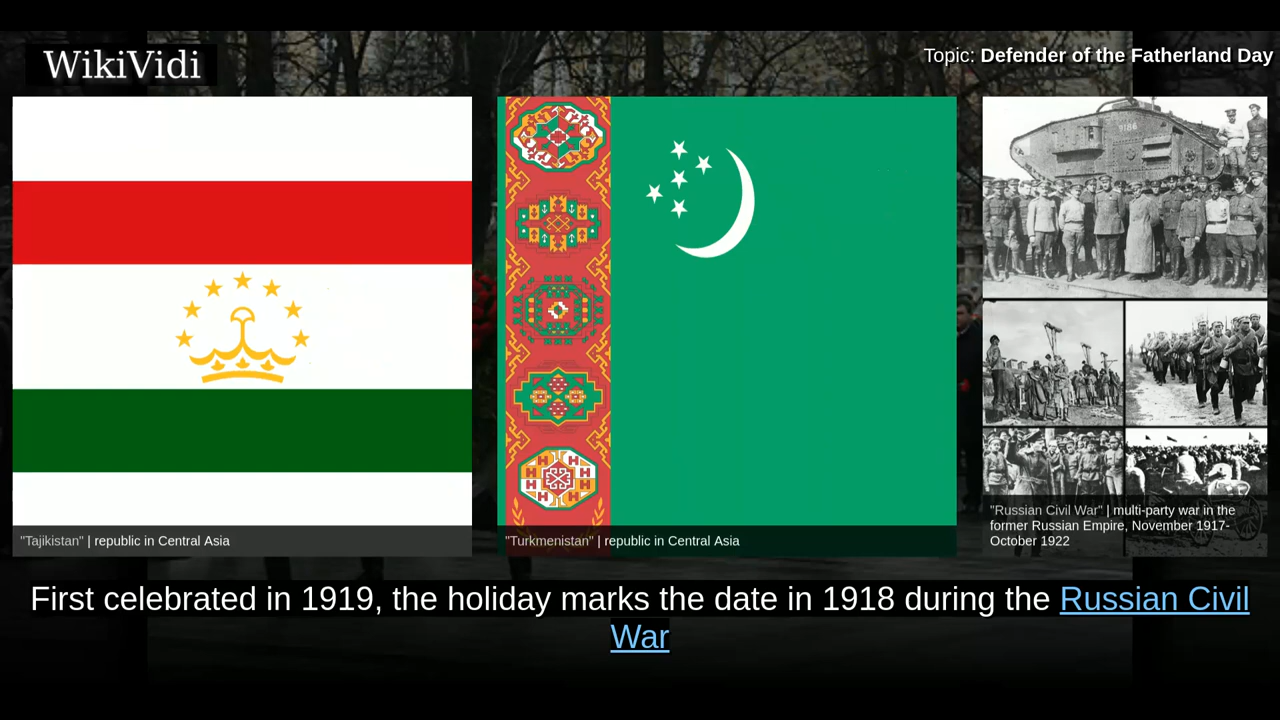 WikiVidi
Topic: Defender of the Fatherland Day
9186
"Tajikistan" | republic in Central Asia
"Turkmenistan" | republic in Central Asia
"Russian Civil War" | multi-party war in the
former Russian Empire, November 1917-
October 1922
First celebrated in 1919, the holiday marks the date in 1918 during the Russian Civil
War